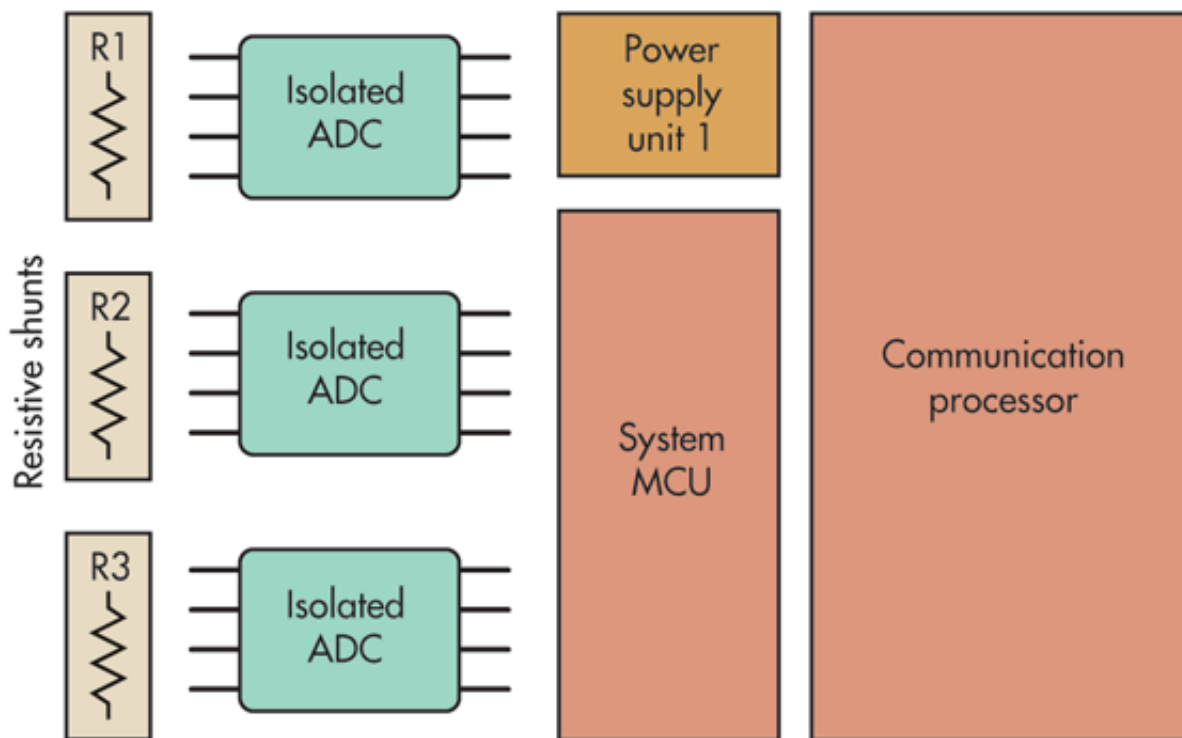 Resistive shunts
R1
Isolated
ADC
R2
Isolated
ADC
R3
Isolated
ADC
Power
supply
unit 1
System
MCU
Communication
processor